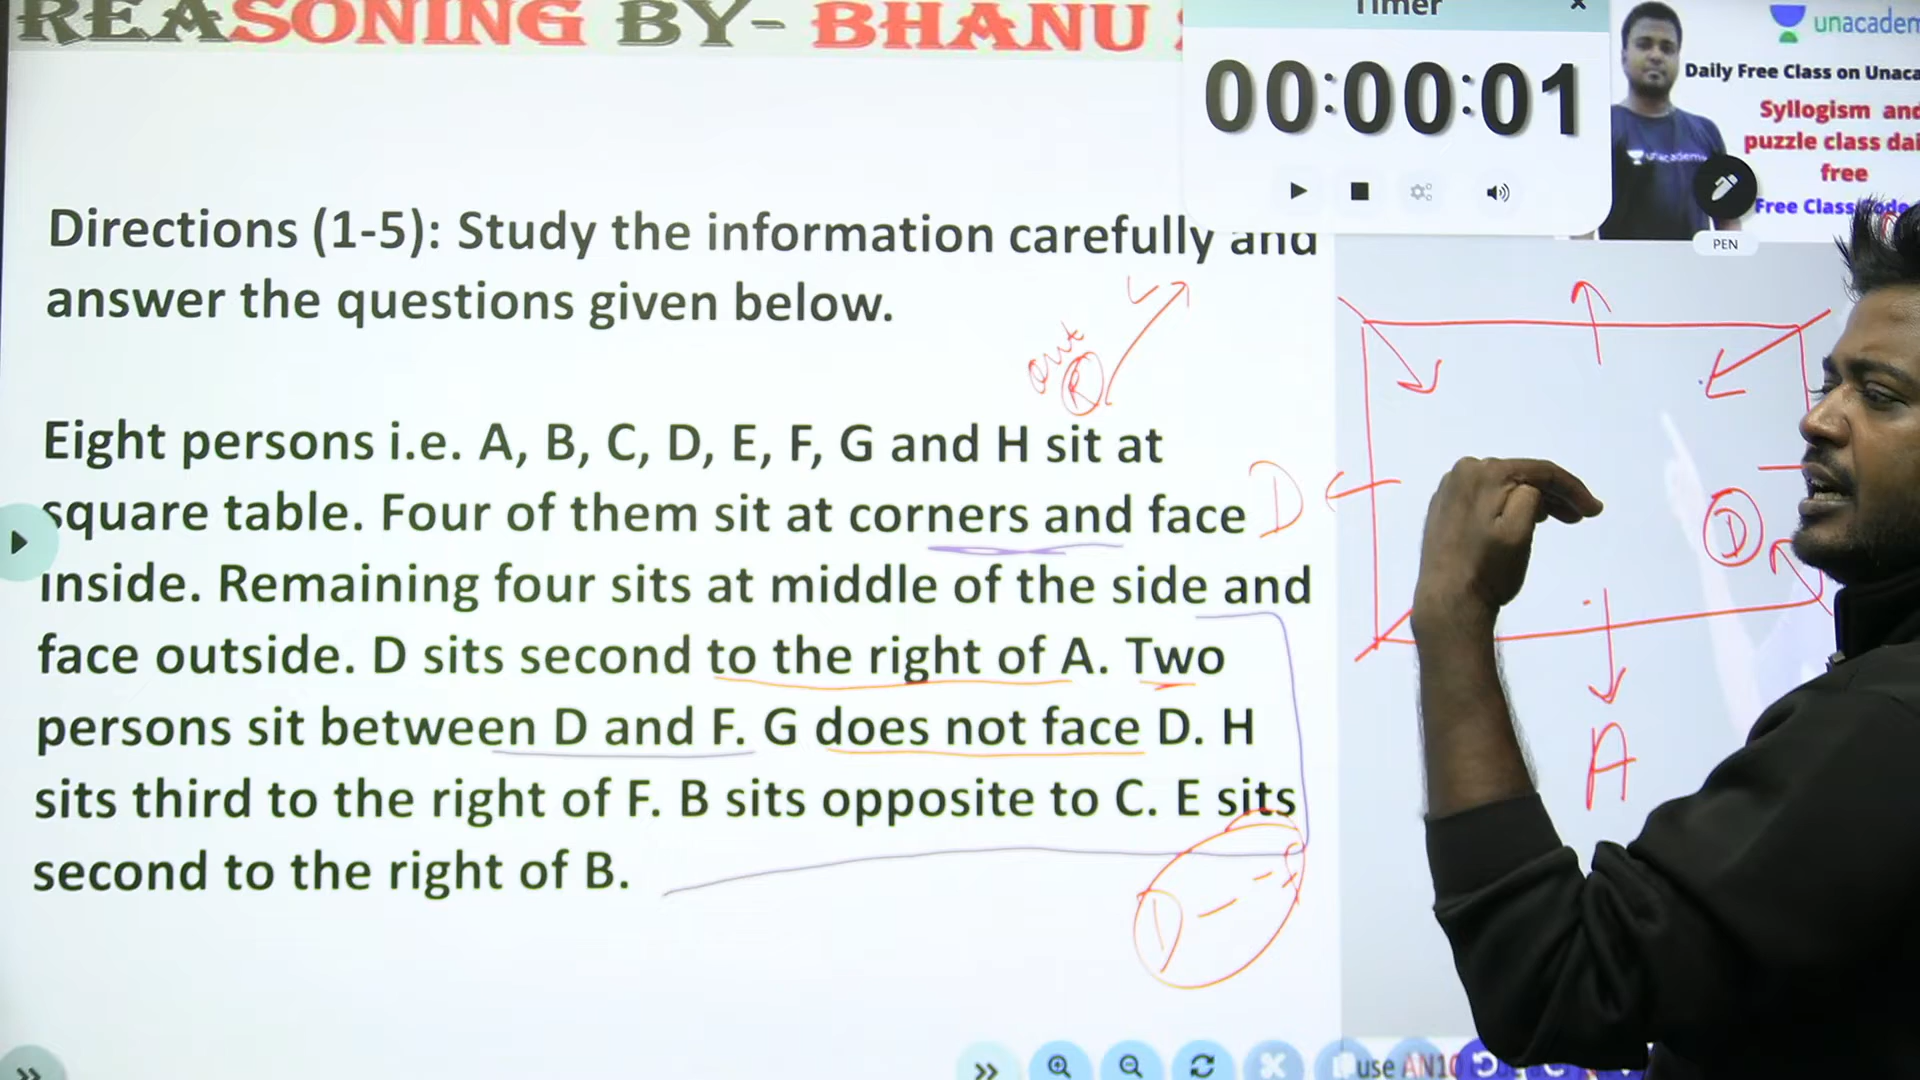 REASONING BY- BHANU
Timer
00:00:01
unacadem
Daily Free Class on Unaca
Syllogism and
puzzle class dai
free
Free Class Code
PEN
Directions (1-5): Study the information carefully and
answer the questions given below.
out
R
L
Eight persons i.e. A, B, C, D, E, F, G and H sit at
square table. Four of them sit at corners and face
inside. Remaining four sits at middle of the side and
face outside. D sits second to the right of A. Two
persons sit between D and F. G does not face D. H
sits third to the right of F. B sits opposite to C. E sits
second to the right of B.
D
D
A
D - - F
use AN10